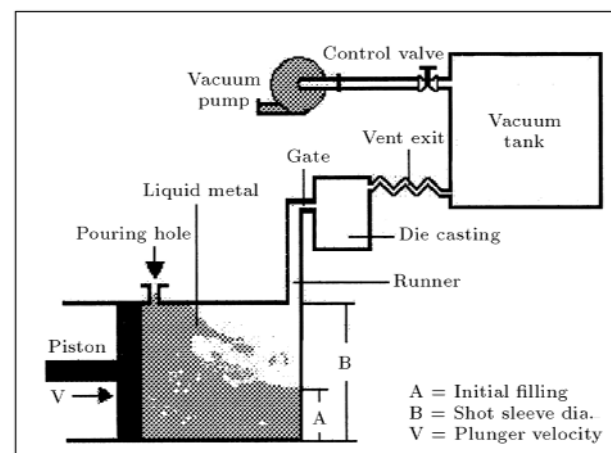 Control valve
Vacuum
pump
Vacuum
tank
Vent exit
Gate
Liquid metal
Pouring hole
Die casting
Runner
Piston
V
B
A
A = Initial filling
B = Shot sleeve dia.
V = Plunger velocity